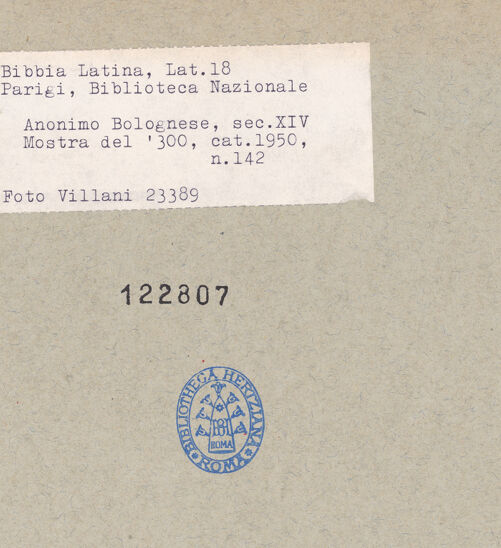 Bibbia Latina, Lat.18
Parigi, Biblioteca Nazionale
Anonimo Bolognese, sec.XIV
Mostra del '300, cat.1950,
n.142
Foto Villani 23389
122807
BIBLIOTHECA HERTZIANA
ROMA
ROMA